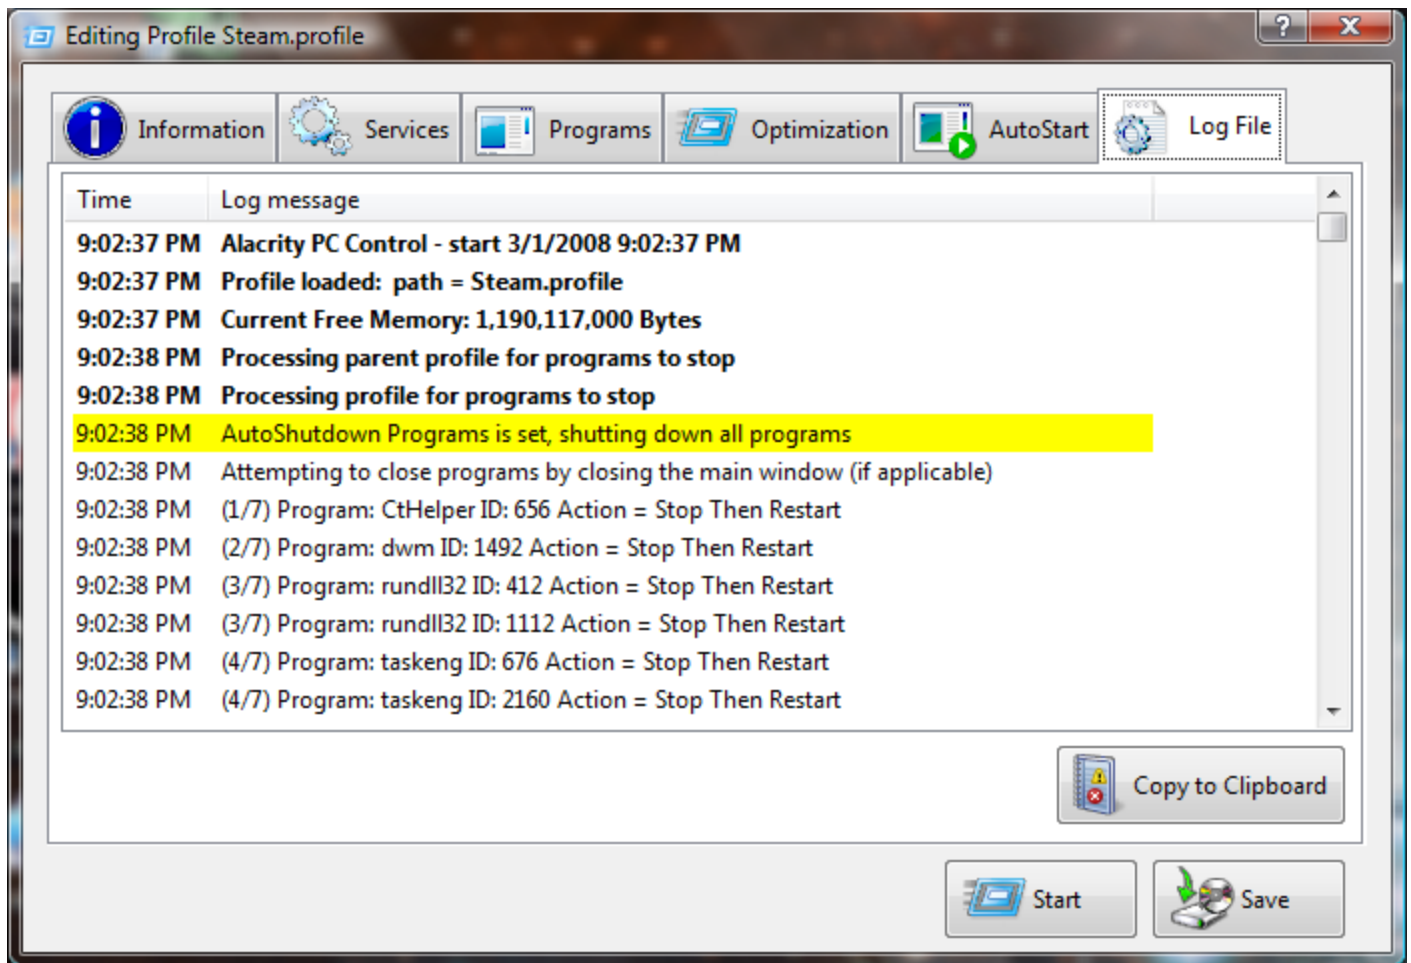 Editing Profile Steam.profile
?
Information Services Programs Optimization AutoStart Log File
Time Log message
9:02:37 PM Alacrity PC Control - start 3/1/2008 9:02:37 PM
9:02:37 PM Profile loaded:  path = Steam.profile
9:02:37 PM Current Free Memory: 1,190,117,000 Bytes
9:02:38 PM Processing parent profile for programs to stop
9:02:38 PM Processing profile for programs to stop
9:02:38 PM AutoShutdown Programs is set, shutting down all programs
9:02:38 PM Attempting to close programs by closing the main window (if applicable)
9:02:38 PM (1/7) Program: CtHelper ID: 656 Action = Stop Then Restart
9:02:38 PM (2/7) Program: dwm ID: 1492 Action = Stop Then Restart
9:02:38 PM (3/7) Program: rundll32 ID: 412 Action = Stop Then Restart
9:02:38 PM (3/7) Program: rundll32 ID: 1112 Action = Stop Then Restart
9:02:38 PM (4/7) Program: taskeng ID: 676 Action = Stop Then Restart
9:02:38 PM (4/7) Program: taskeng ID: 2160 Action = Stop Then Restart
Copy to Clipboard
Start Save